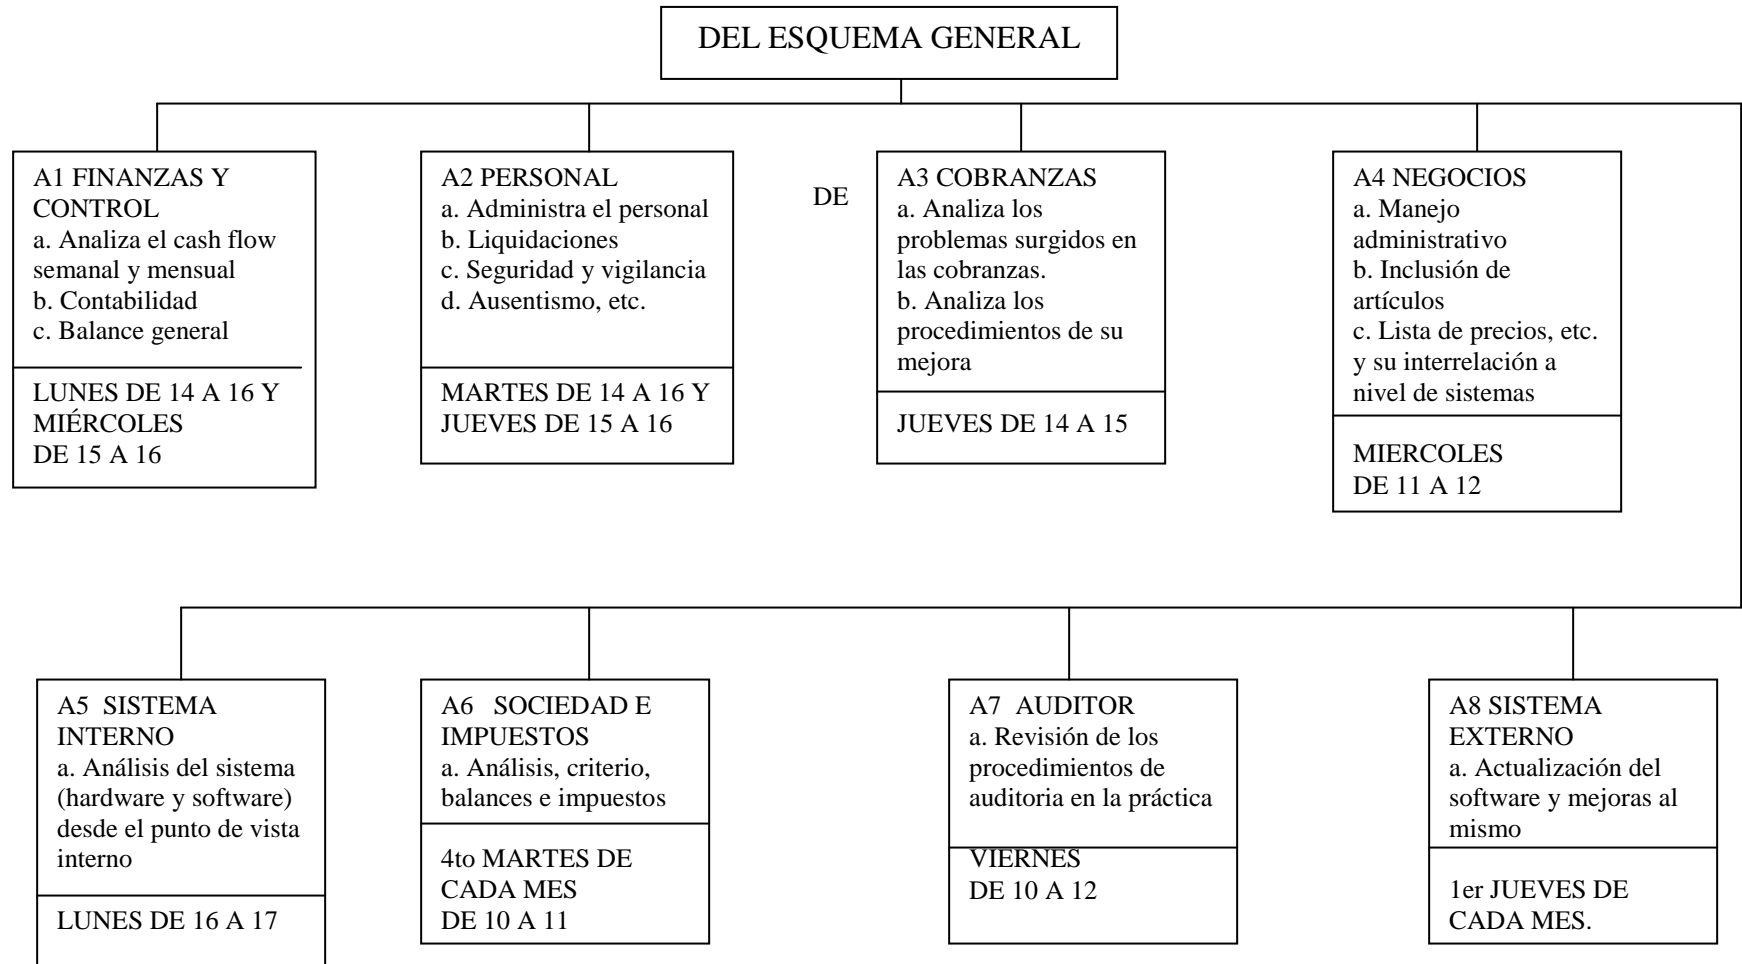 DEL ESQUEMA GENERAL
A1 FINANZAS Y
CONTROL
a. Analiza el cash flow
semanal y mensual
b. Contabilidad
c. Balance general
LUNES DE 14 A 16 Y
MIÉRCOLES
DE 15 A 16
A2 PERSONAL
a. Administra el personal
b. Liquidaciones
c. Seguridad y vigilancia
d. Ausentismo, etc.
MARTES DE 14 A 16 Y
JUEVES DE 15 A 16
DE
A3 COBRANZAS
a. Analiza los
problemas surgidos en
las cobranzas.
b. Analiza los
procedimientos de su
mejora
JUEVES DE 14 A 15
A4 NEGOCIOS
a. Manejo
administrativo
b. Inclusión de
artículos
c. Lista de precios, etc.
y su interrelación a
nivel de sistemas
MIERCOLES
DE 11 A 12
A5 SISTEMA
INTERNO
a. Análisis del sistema
(hardware y software)
desde el punto de vista
interno
LUNES DE 16 A 17
A6 SOCIEDAD E
IMPUESTOS
a. Análisis, criterio,
balances e impuestos
4to MARTES DE
CADA MES
DE 10 A 11
A7 AUDITOR
a. Revisión de los
procedimientos de
auditoria en la práctica
VIERNES
DE 10 A 12
A8 SISTEMA
EXTERNO
a. Actualización del
software y mejoras al
mismo
1er JUEVES DE
CADA MES.